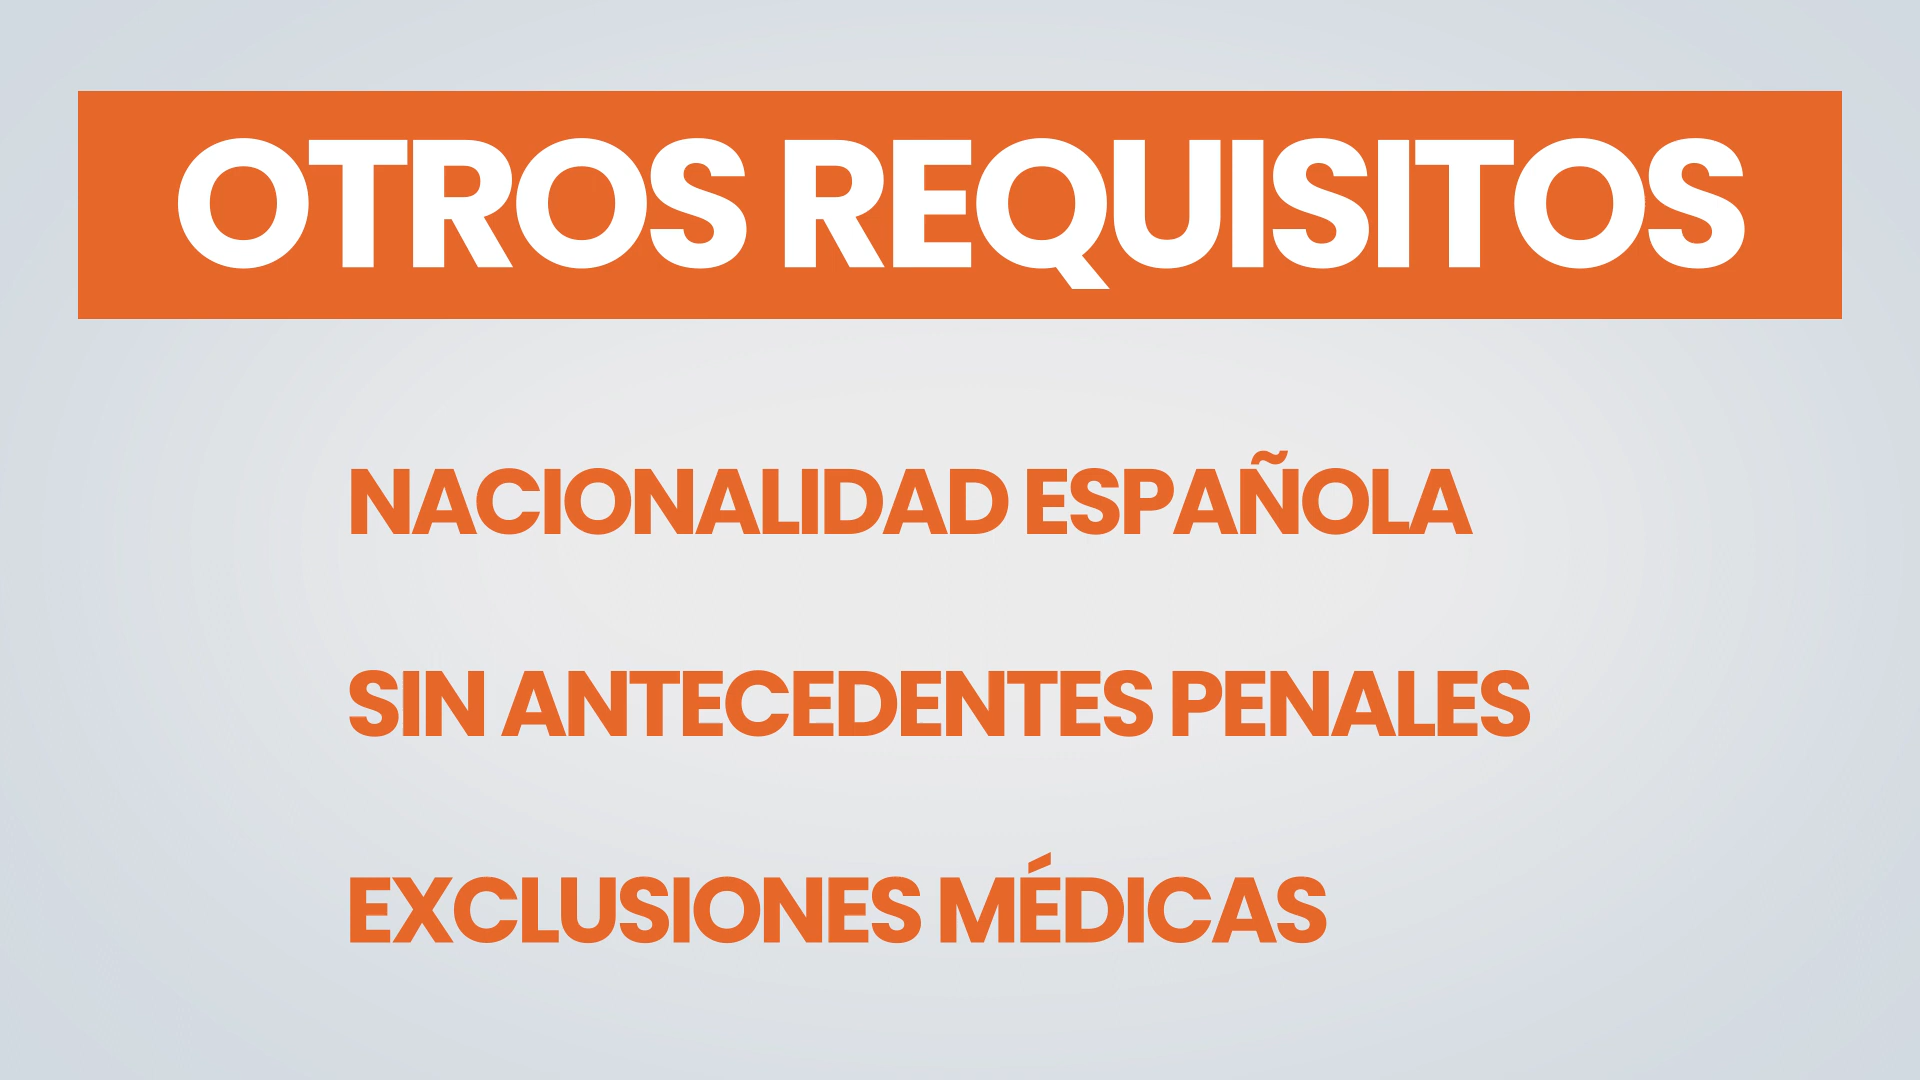 OTROS REQUISITOS
NACIONALIDAD ESPAÑOLA
SIN ANTECEDENTES PENALES
EXCLUSIONES MÉDICAS